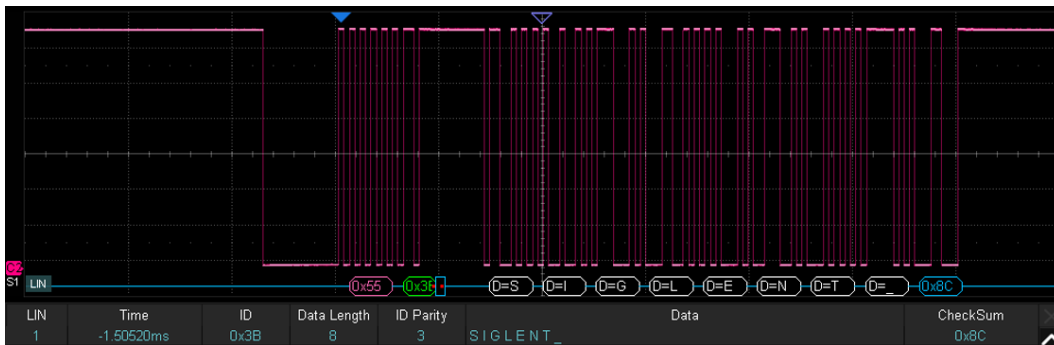 C2
S1 LIN 0x55 0x3B D=S D=I D=G D=L D=E D=N D=T D=_ 0x8C
LIN Time ID Data Length ID Parity Data CheckSum
1 -1.50520ms 0x3B 8 3 SIGLENT_ 0x8C